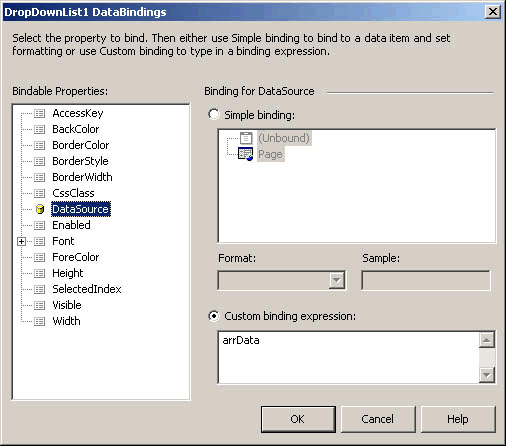 DropDownList1 DataBindings
Select the property to bind. Then either use Simple binding to bind to a data item and set
formatting or use Custom binding to type in a binding expression.
Bindable Properties:
AccessKey
BackColor
BorderColor
BorderStyle
BorderWidth
CssClass
DataSource
Enabled
Font
ForeColor
Height
SelectedIndex
Visible
Width
Binding for DataSource
Simple binding:
(Unbound)
Page
Format:
Sample:
Custom binding expression:
arrData
OK
Cancel
Help